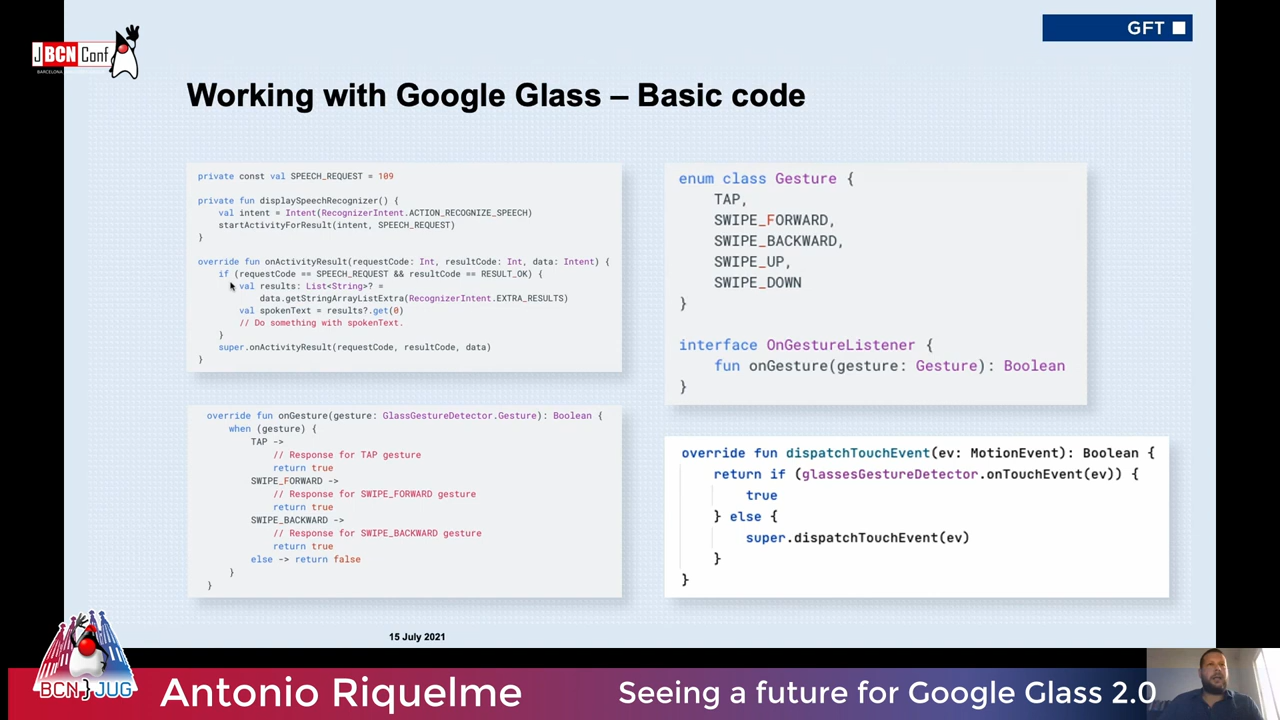 JBCNConf
GFT
Working with Google Glass – Basic code
private const val SPEECH_REQUEST = 109
private fun displaySpeechRecognizer() {
val intent = Intent(RecognizerIntent.ACTION_RECOGNIZE_SPEECH)
startActivityForResult(intent, SPEECH_REQUEST)
}
override fun onActivityResult(requestCode: Int, resultCode: Int, data: Intent) {
if (requestCode == SPEECH_REQUEST && resultCode == RESULT_OK) {
val results: List<String>? =
data.getStringArrayListExtra(RecognizerIntent.EXTRA_RESULTS)
val spokenText = results?.get(0)
// Do something with spokenText.
}
super.onActivityResult(requestCode, resultCode, data)
}
enum class Gesture {
TAP,
SWIPE_FORWARD,
SWIPE_BACKWARD,
SWIPE_UP,
SWIPE_DOWN
}
interface OnGestureListener {
fun onGesture(gesture: Gesture): Boolean
}
override fun onGesture(gesture: GlassGestureDetector.Gesture): Boolean {
when (gesture) {
TAP ->
// Response for TAP gesture
return true
SWIPE_FORWARD ->
// Response for SWIPE_FORWARD gesture
return true
SWIPE_BACKWARD ->
// Response for SWIPE_BACKWARD gesture
return true
else -> return false
}
}
override fun dispatchTouchEvent(ev: MotionEvent): Boolean {
return if (glassesGestureDetector.onTouchEvent(ev)) {
true
} else {
super.dispatchTouchEvent(ev)
}
}
15 July 2021
BCN JUG
Antonio Riquelme
Seeing a future for Google Glass 2.0